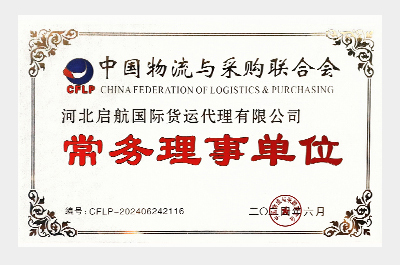 CFLP 中国物流与采购联合会
CHINA FEDERATION OF LOGISTICS & PURCHASING
河北启航国际货运代理有限公司
常务理事单位
编号:CFLP-202406242116
二〇 四年六月